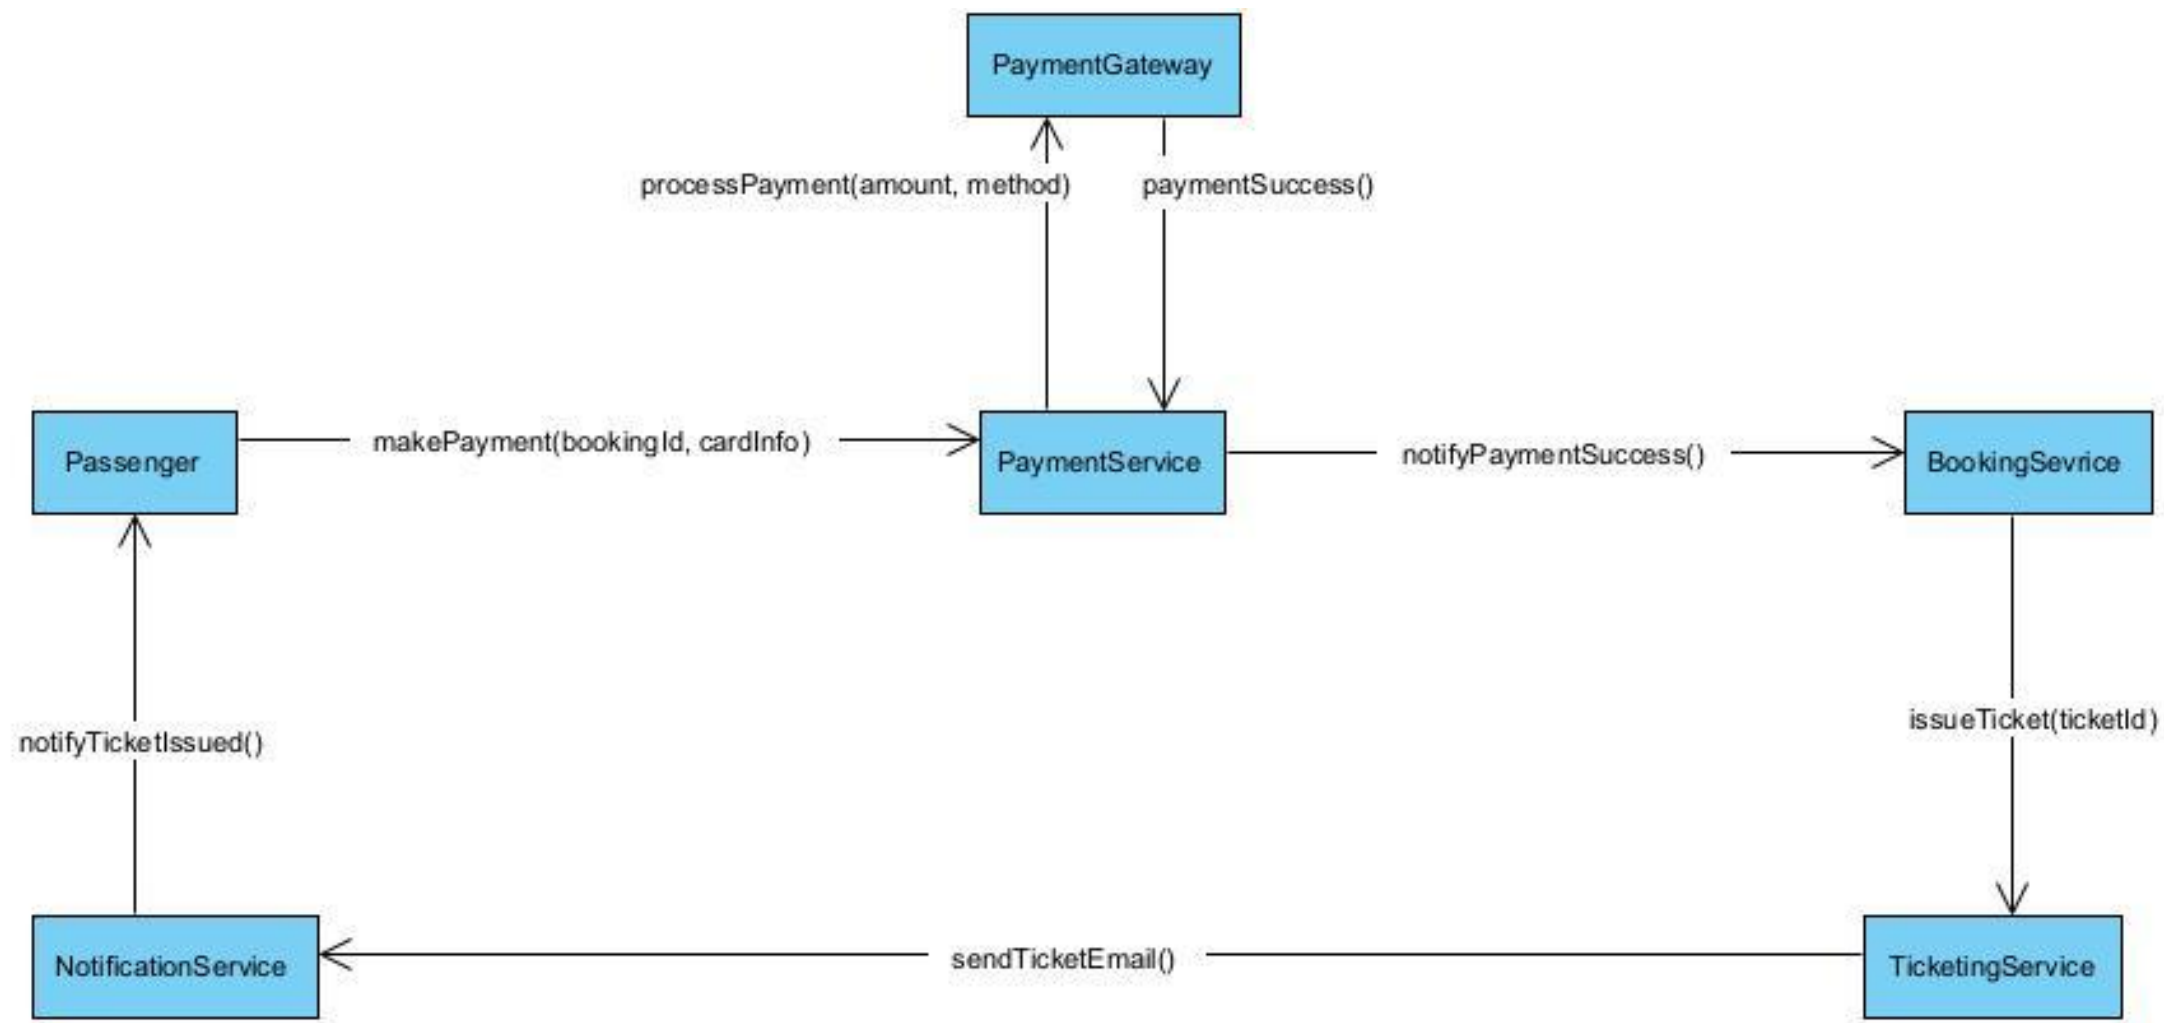 PaymentGateway
processPayment(amount, method)
paymentSuccess()
Passenger
makePayment(bookingId, cardInfo)
PaymentService
notifyPaymentSuccess()
BookingSevrice
issueTicket(ticketId)
notifyTicketIssued()
NotificationService
sendTicketEmail()
TicketingService